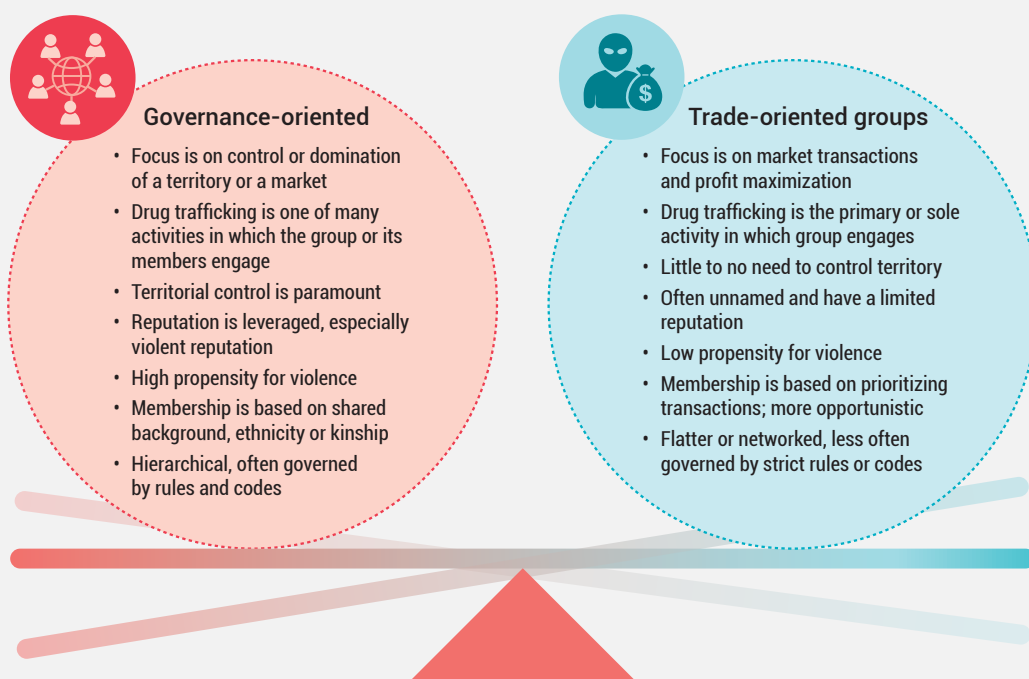 Governance-oriented
• Focus is on control or domination
of a territory or a market
• Drug trafficking is one of many
activities in which the group or its
members engage
• Territorial control is paramount
• Reputation is leveraged, especially
violent reputation
• High propensity for violence
• Membership is based on shared
background, ethnicity or kinship
• Hierarchical, often governed
by rules and codes
$
Trade-oriented groups
• Focus is on market transactions
and profit maximization
• Drug trafficking is the primary or sole
activity in which group engages
• Little to no need to control territory
• Often unnamed and have a limited
reputation
• Low propensity for violence
• Membership is based on prioritizing
transactions; more opportunistic
• Flatter or networked, less often
governed by strict rules or codes